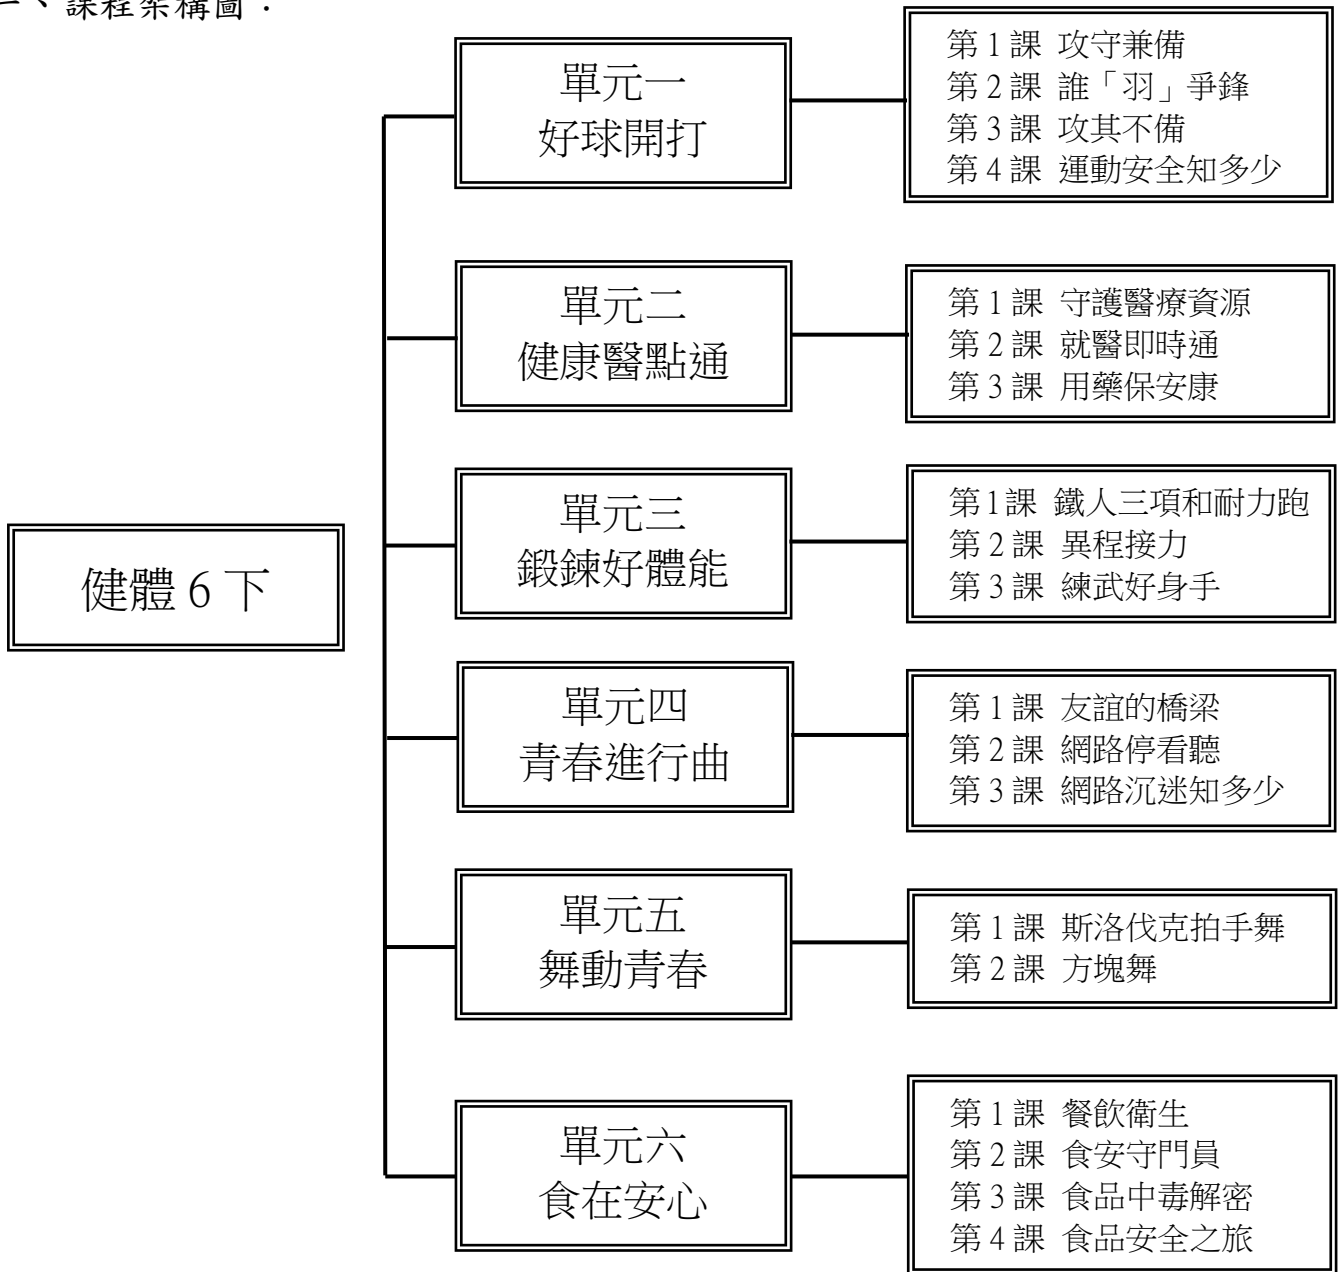 、課程架構圖：
單元一
好球開打
第 1 課 攻守兼備
第 2 課 誰「羽」爭鋒
第 3 課 攻其不備
第 4 課 運動安全知多少
單元二
健康醫點通
第 1 課 守護醫療資源
第 2 課 就醫即時通
第 3 課 用藥保安康
健體 6 下
單元三
鍛鍊好體能
第 1 課 鐵人三項和耐力跑
第 2 課 異程接力
第 3 課 練武好身手
單元四
青春進行曲
第 1 課 友誼的橋梁
第 2 課 網路停看聽
第 3 課 網路沉迷知多少
單元五
舞動青春
第 1 課 斯洛伐克拍手舞
第 2 課 方塊舞
單元六
食在安心
第 1 課 餐飲衛生
第 2 課 食安守門員
第 3 課 食品中毒解密
第 4 課 食品安全之旅